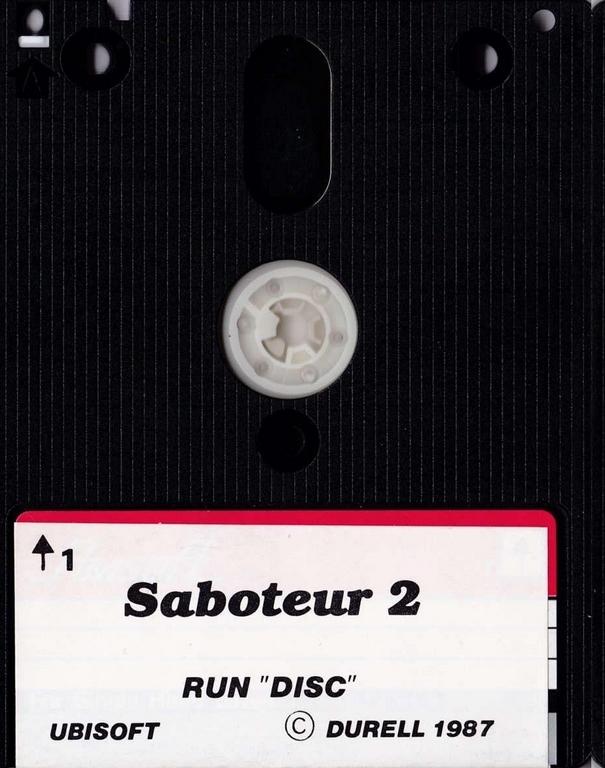 A
↑1
Saboteur 2
RUN "DISC"
UBISOFT © DURELL 1987